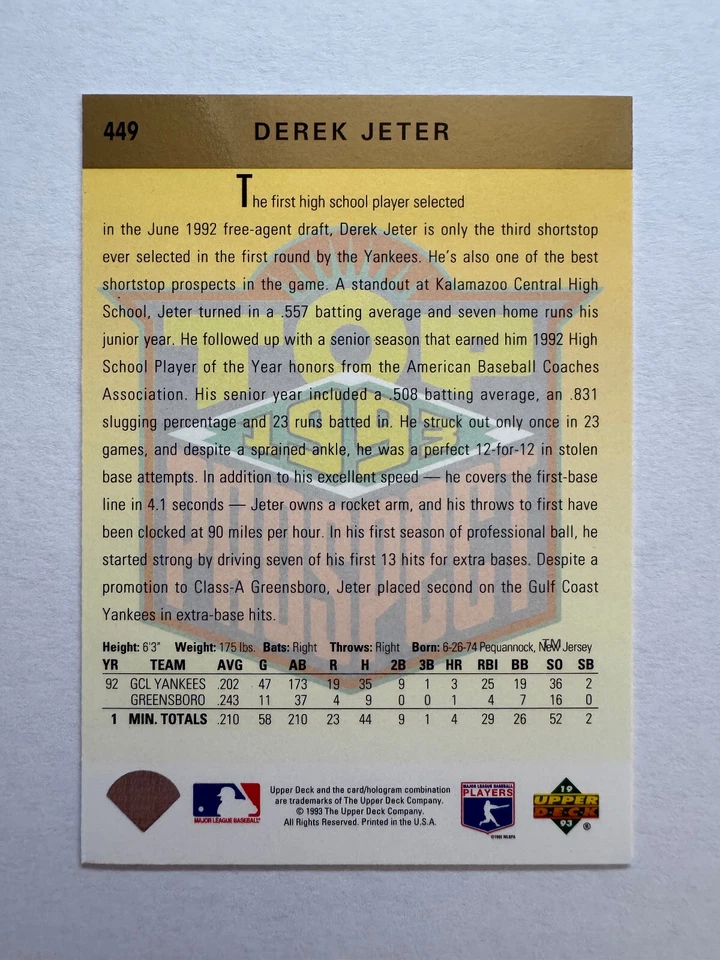 449 DEREK JETER
The first high school player selected
in the June 1992 free-agent draft, Derek Jeter is only the third shortstop
ever selected in the first round by the Yankees. He's also one of the best
shortstop prospects in the game. A standout at Kalamazoo Central High
School, Jeter turned in a .557 batting average and seven home runs his
junior year. He followed up with a senior season that earned him 1992 High
School Player of the Year honors from the American Baseball Coaches
Association. His senior year included a .508 batting average, an .831
slugging percentage and 23 runs batted in. He struck out only once in 23
games, and despite a sprained ankle, he was a perfect 12-for-12 in stolen
base attempts. In addition to his excellent speed — he covers the first-base
line in 4.1 seconds — Jeter owns a rocket arm, and his throws to first have
been clocked at 90 miles per hour. In his first season of professional ball, he
started strong by driving seven of his first 13 hits for extra bases. Despite a
promotion to Class-A Greensboro, Jeter placed second on the Gulf Coast
Yankees in extra-base hits.
TOP
1993
PROSPECT
TM
Height: 6'3" Weight: 175 lbs. Bats: Right Throws: Right Born: 6-26-74 Pequannock, New Jersey
YR TEAM AVG G AB R H 2B 3B HR RBI BB SO SB
92 GCL YANKEES .202 47 173 19 35 9 1 3 25 19 36 2
GREENSBORO .243 11 37 4 9 0 0 1 4 7 16 0
1 MIN. TOTALS .210 58 210 23 44 9 1 4 29 26 52 2
MAJOR LEAGUE BASEBALL
Upper Deck and the card/hologram combination
are trademarks of The Upper Deck Company.
© 1993 The Upper Deck Company.
All Rights Reserved. Printed in the U.S.A.
MAJOR LEAGUE BASEBALL
PLAYERS
©1993 MLBPA
19
UPPER
DECK
93 ®